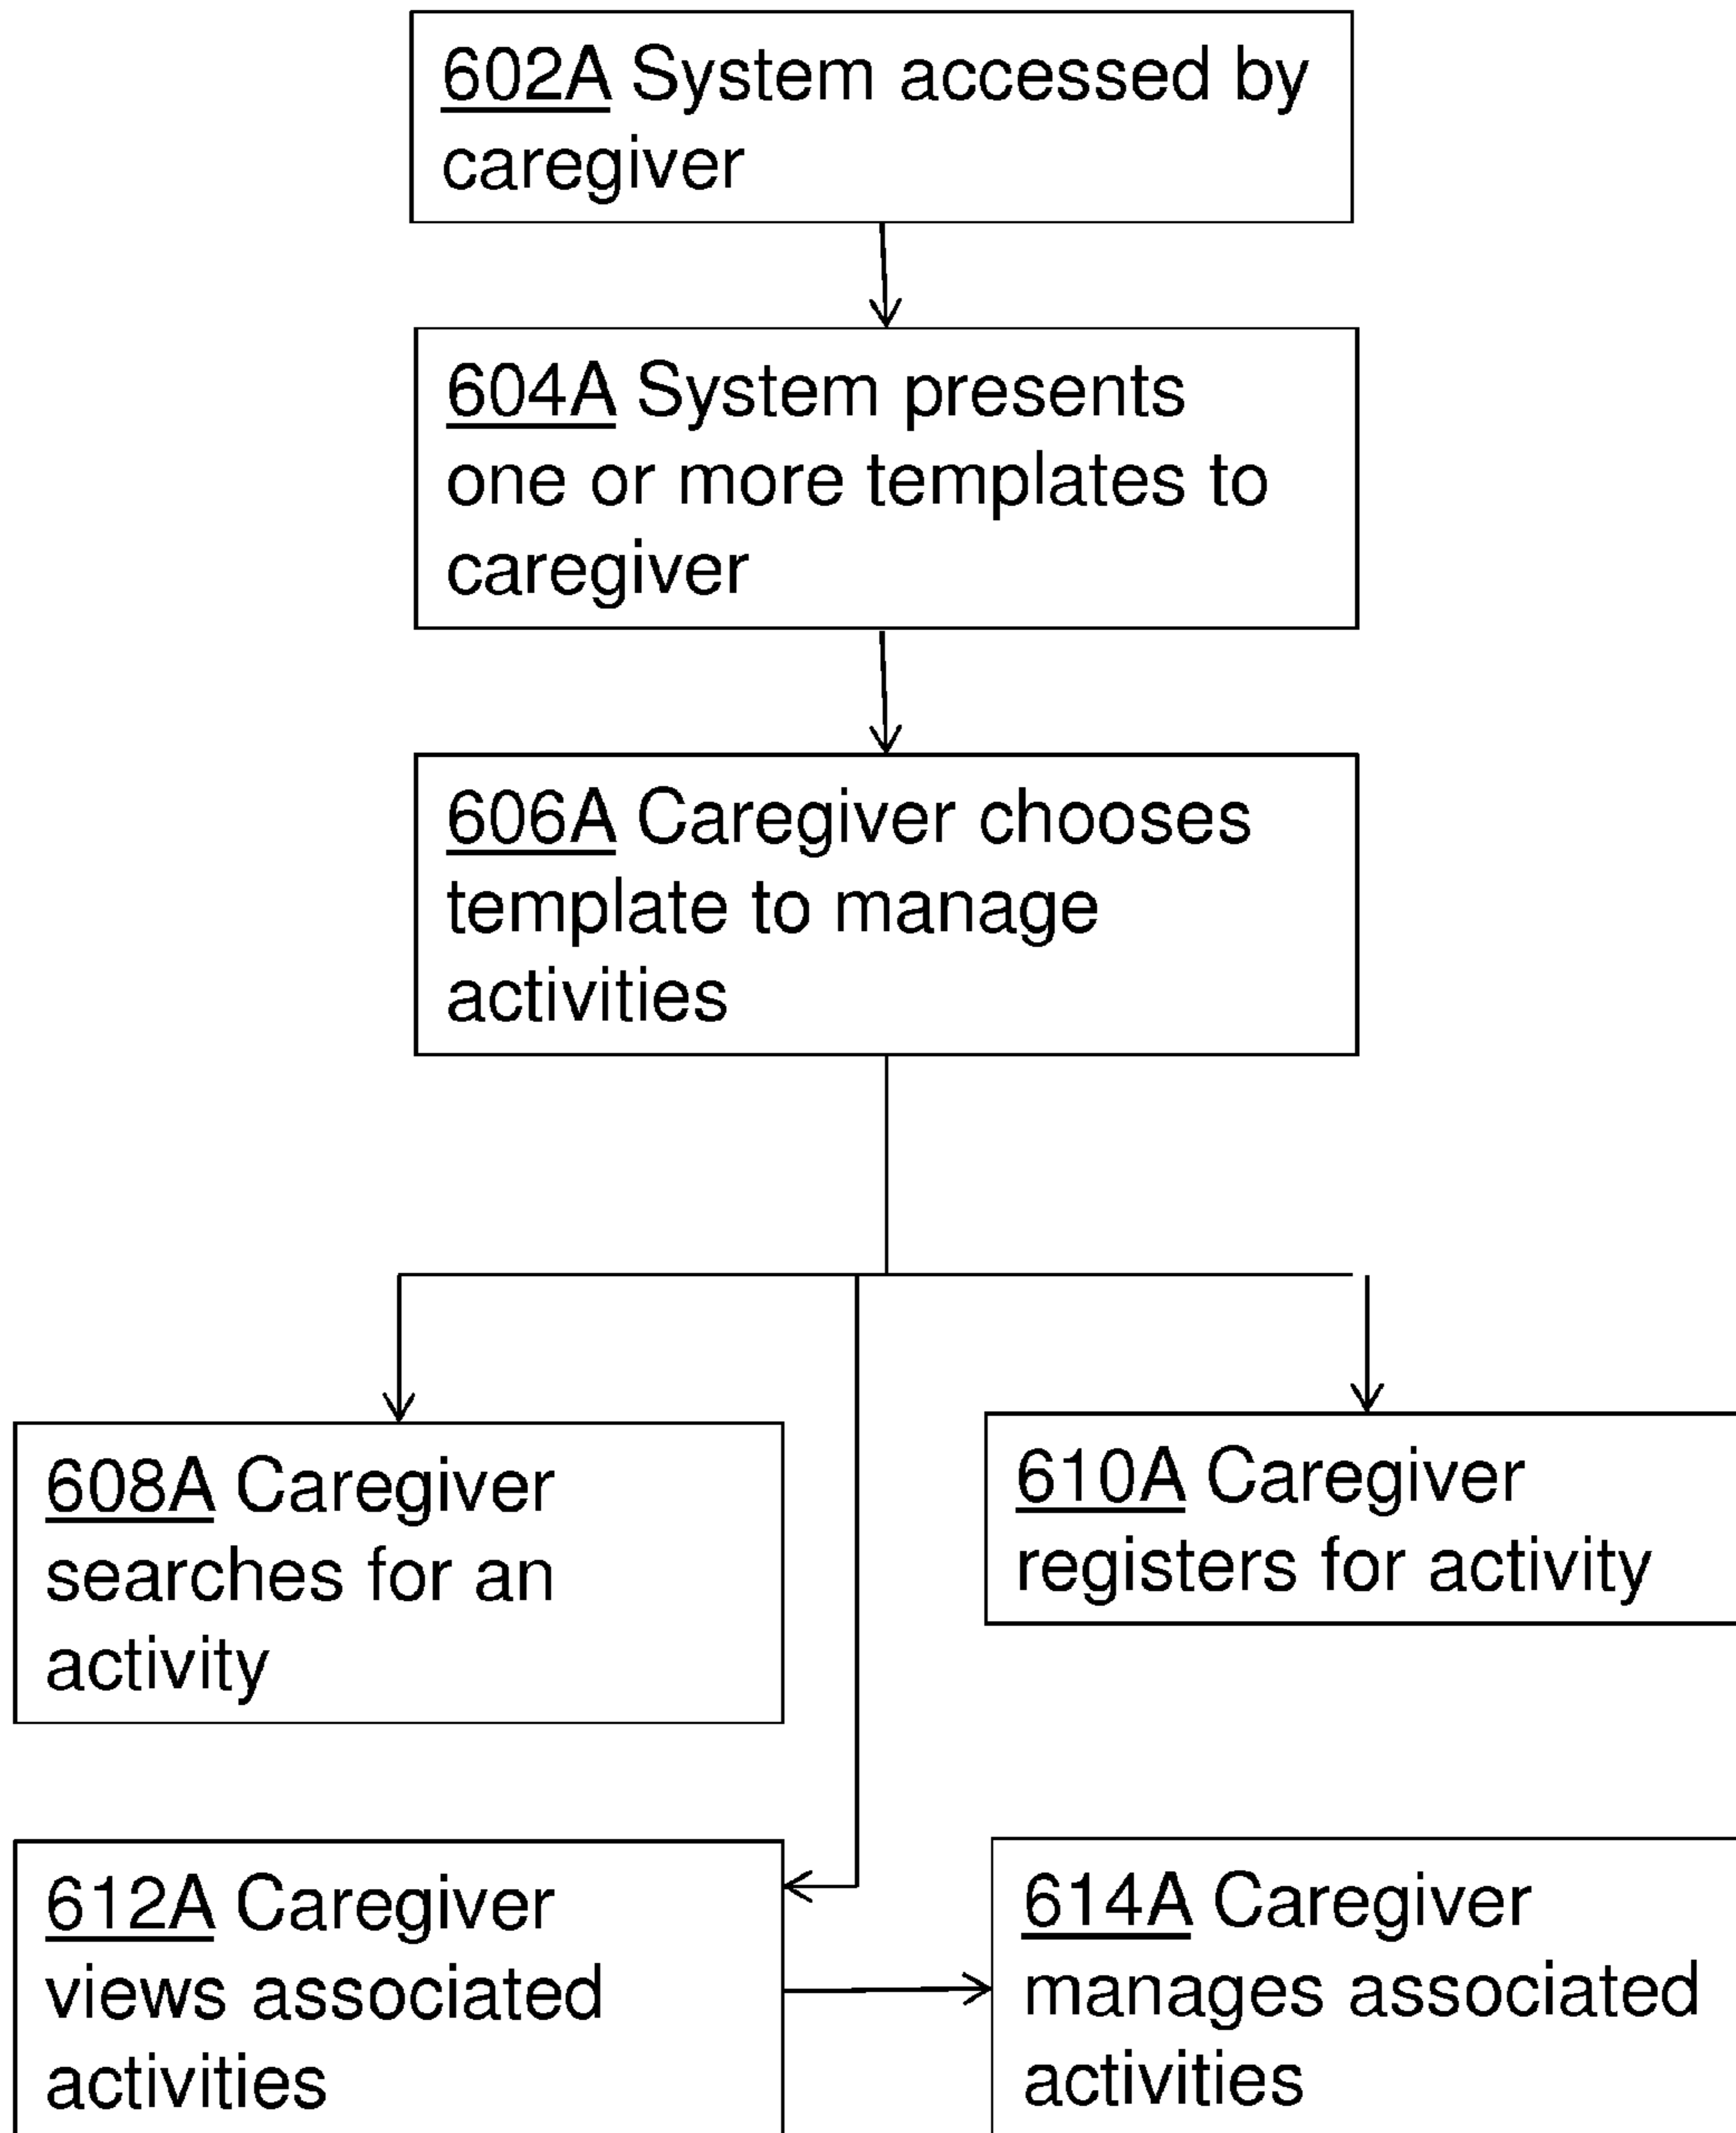 602A System accessed by
caregiver
604A System presents
one or more templates to
caregiver
606A Caregiver chooses
template to manage
activities
608A Caregiver
searches for an
activity
610A Caregiver
registers for activity
612A Caregiver
views associated
activities
614A Caregiver
manages associated
activities